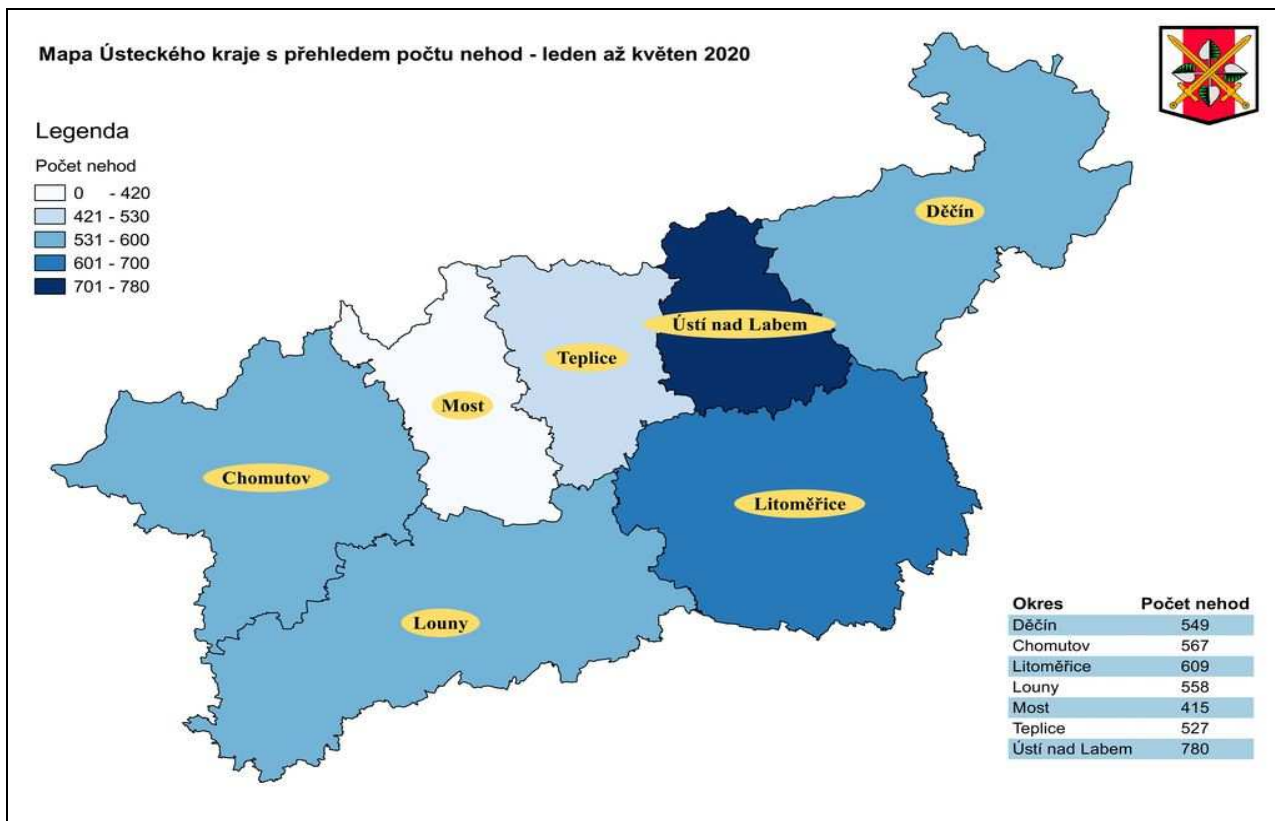 Mapa Ústeckého kraje s přehledem počtu nehod - leden až květen 2020
Legenda
Počet nehod
0 - 420
421 - 530
531 - 600
601 - 700
701 - 780
Děčín
Ústí nad Labem
Teplice
Most
Chomutov
Litoměřice
Louny
Okres Počet nehod
Děčín 549
Chomutov 567
Litoměřice 609
Louny 558
Most 415
Teplice 527
Ústí nad Labem 780